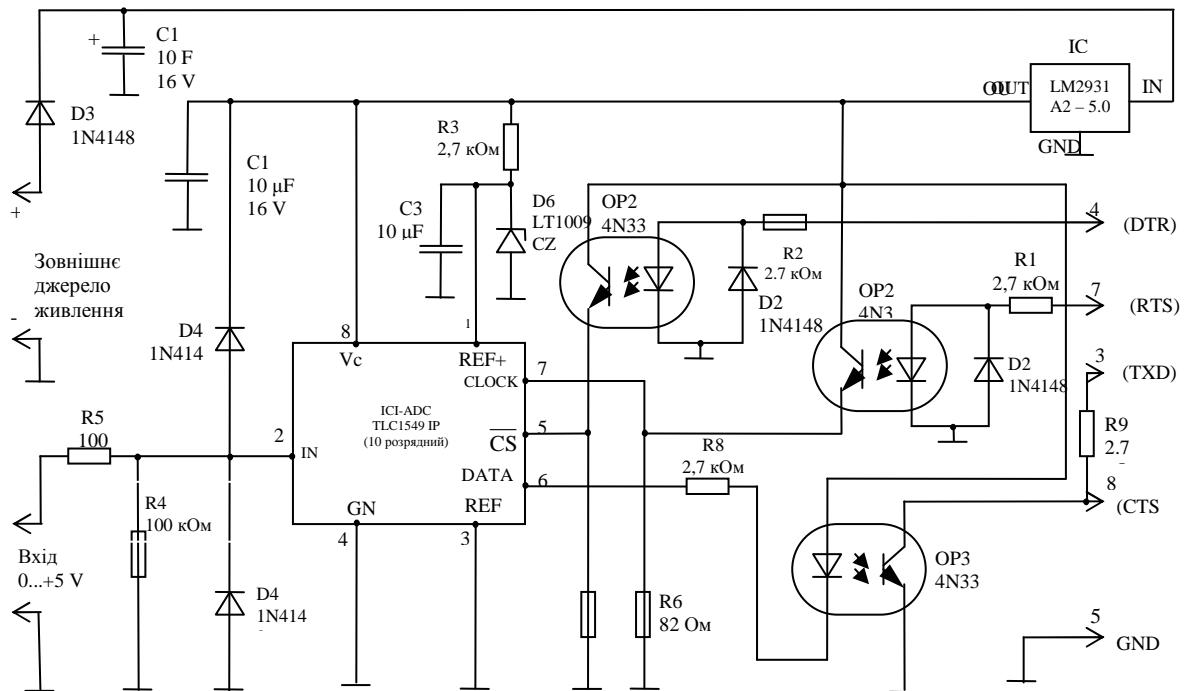 +
C1
10 F
16 V
IC
LM2931
A2 – 5.0
OUT
IN
GND
D3
1N4148
+
C1
10 μF
16 V
R3
2,7 кОм
C3
10 μF
D6
LT1009
CZ
OP2
4N33
R2
2.7 кОм
D2
1N4148
4
(DTR)
OP2
4N3
R1
2,7 кОм
7
(RTS)
D2
1N4148
3
(TXD)
R9
2.7
8
(CTS
Зовнішнє
джерело
живлення
-
D4
1N414
8
Vc
1
REF+
CLOCK
7
ICI-ADC
TLC1549 IP
(10 розрядний)
2
IN
CS
5
DATA
6
GN
4
REF
3
R5
100
R4
100 кОм
Вхід
0...+5 V
D4
1N414
R8
2,7 кОм
R6
82 Ом
OP3
4N33
5
GND